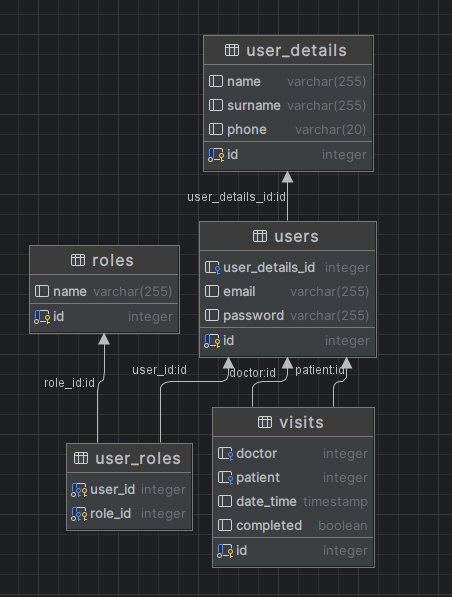 user_details
name varchar(255)
surname varchar(255)
phone varchar(20)
id integer
user_details_id:id
users
user_details_id integer
email varchar(255)
password varchar(255)
id integer
roles
name varchar(255)
id integer
role_id:id
user_id:id
doctor:id
patient:id
user_roles
user_id integer
role_id integer
visits
doctor integer
patient integer
date_time timestamp
completed boolean
id integer